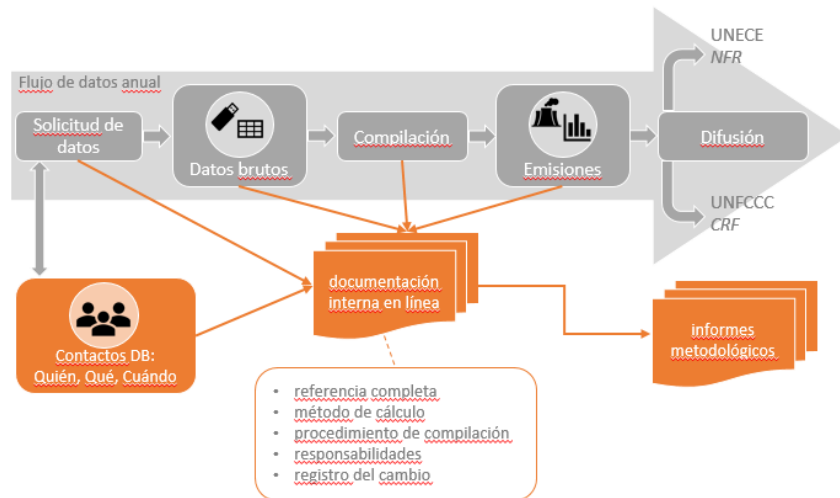 UNECE
NFR
Flujo de datos anual
Solicitud de
datos
Datos brutos
Compilación
Emisiones
Difusión
UNFCCC
CRF
documentación
interna en línea
informes
metodológicos
Contactos DB:
Quién, Qué, Cuándo
• referencia completa
• método de cálculo
• procedimiento de compilación
• responsabilidades
• registro del cambio